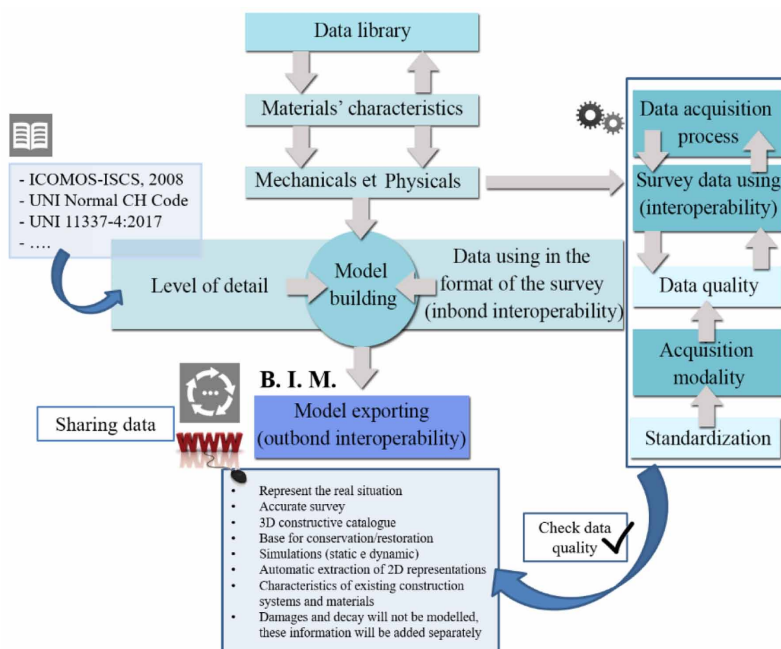 Data library
Materials' characteristics
Mechanicals et Physicals
- ICOMOS-ISCS, 2008
- UNI Normal CH Code
- UNI 11337-4:2017
- ....
Level of detail
Model
building
Data using in the
format of the survey
(inbond interoperability)
Data acquisition
process
Survey data using
(interoperability)
Data quality
Acquisition
modality
Standardization
B. I. M.
Model exporting
(outbond interoperability)
Sharing data
WWW
Check data
quality
• Represent the real situation
• Accurate survey
• 3D constructive catalogue
• Base for conservation/restoration
• Simulations (static e dynamic)
• Automatic extraction of 2D representations
• Characteristics of existing construction
systems and materials
• Damages and decay will not be modelled,
these information will be added separately